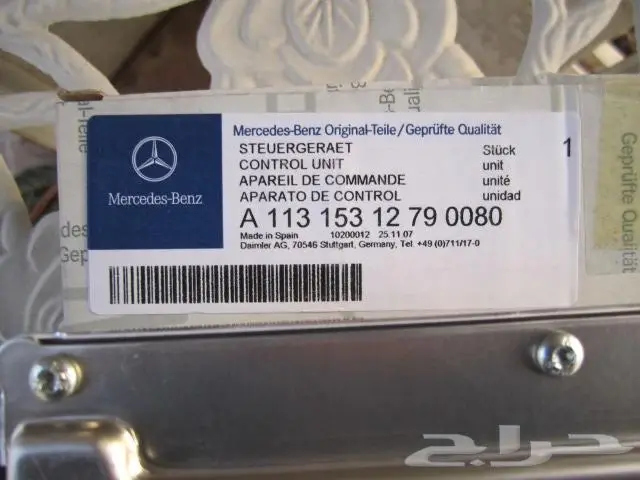 Mercedes-Benz
Mercedes-Benz Original-Teile/Geprüfte Qualität
STEUERGERAET Stück 1
CONTROL UNIT unit
APAREIL DE COMMANDE unité
APARATO DE CONTROL unidad
A 113 153 12 79 0080
Made in Spain 10200012 25.11.07
Daimler AG, 70546 Stuttgart, Germany, Tel. +49 (0)711/17-0
Geprüfte Qualität
حراج